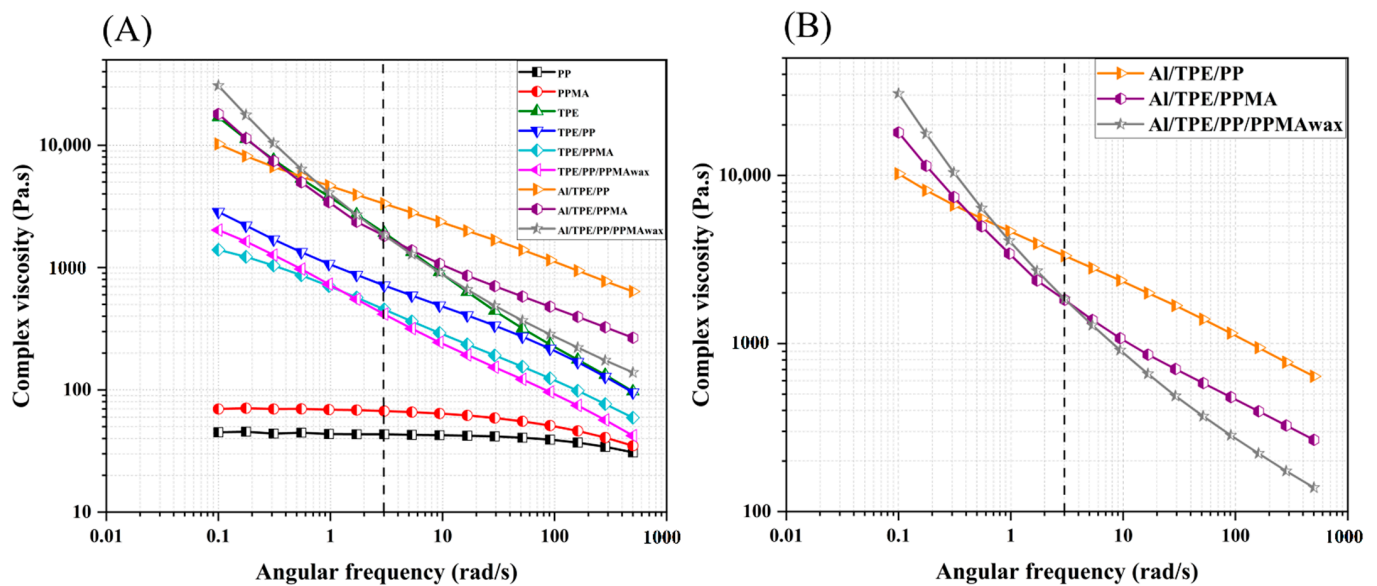 (A)
Complex viscosity (Pa.s)
10,000
1000
100
10
0.01
0.1
1
10
100
1000
Angular frequency (rad/s)
PP
PPMA
TPE
TPE/PP
TPE/PPMA
TPE/PP/PPMAwax
Al/TPE/PP
Al/TPE/PPMA
Al/TPE/PP/PPMAwax
(B)
Complex viscosity (Pa.s)
10,000
1000
100
0.01
0.1
1
10
100
1000
Angular frequency (rad/s)
Al/TPE/PP
Al/TPE/PPMA
Al/TPE/PP/PPMAwax